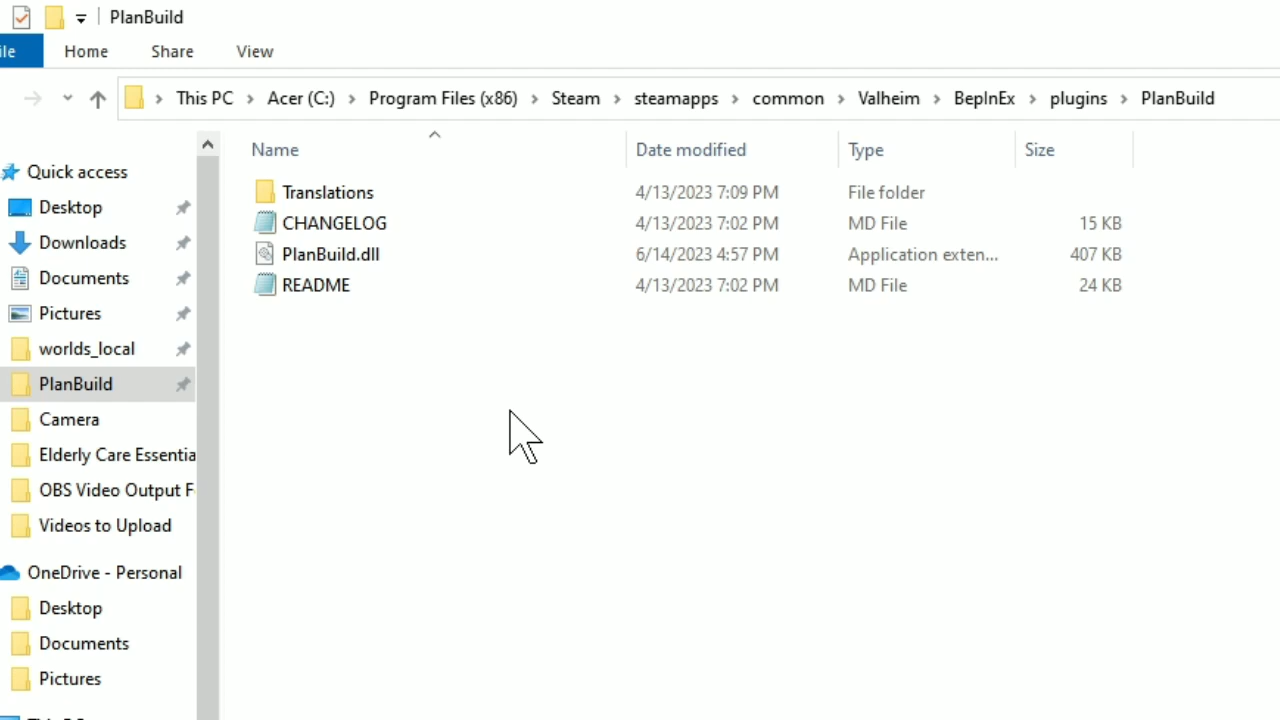 PlanBuild
ile Home Share View
This PC > Acer (C:) > Program Files (x86) > Steam > steamapps > common > Valheim > BepInEx > plugins > PlanBuild
Name Date modified Type Size
Quick access
Translations 4/13/2023 7:09 PM File folder
Desktop
CHANGELOG 4/13/2023 7:02 PM MD File 15 KB
Downloads
PlanBuild.dll 6/14/2023 4:57 PM Application exten... 407 KB
Documents
README 4/13/2023 7:02 PM MD File 24 KB
Pictures
worlds_local
PlanBuild
Camera
Elderly Care Essentia
OBS Video Output F
Videos to Upload
OneDrive - Personal
Desktop
Documents
Pictures